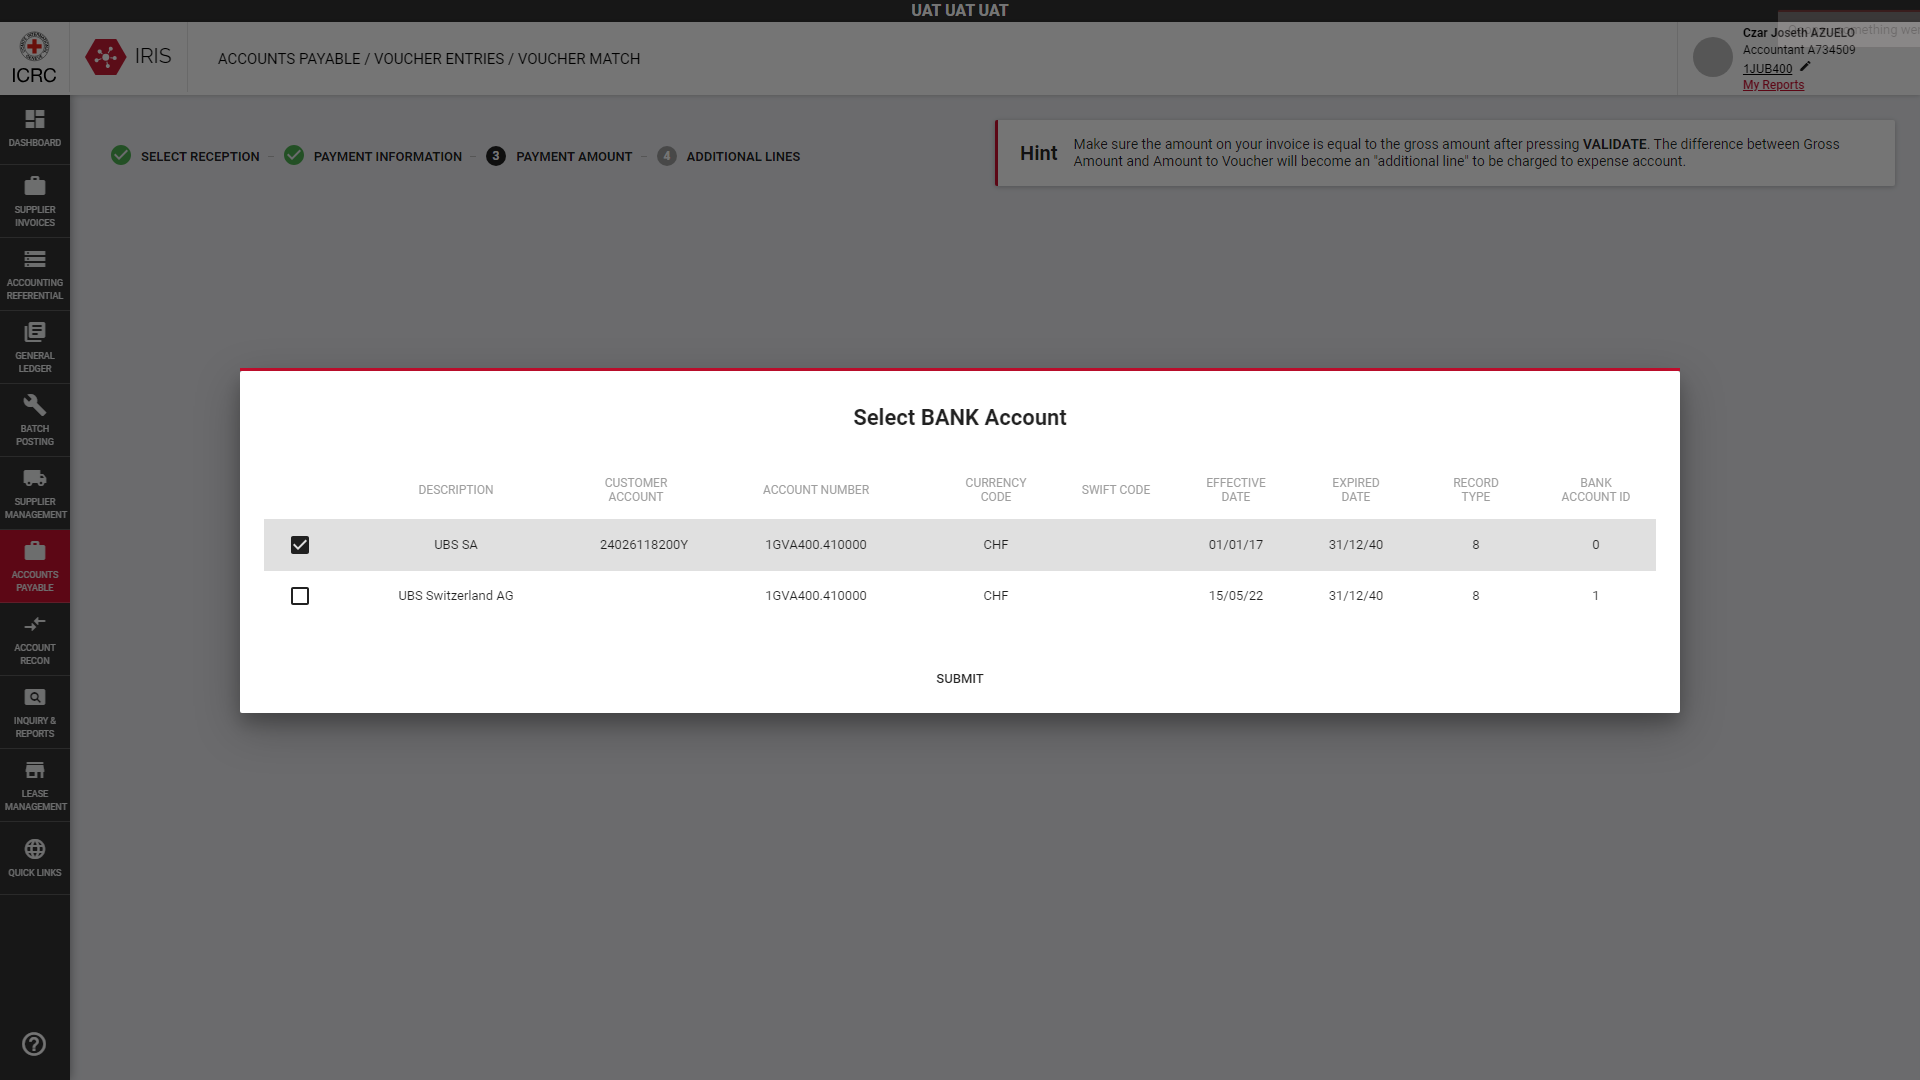 UAT UAT UAT
ICRC
IRIS
ACCOUNTS PAYABLE / VOUCHER ENTRIES / VOUCHER MATCH
Czar Joseth AZUELO
Accountant A734509
1JUB400
My Reports
DASHBOARD
SUPPLIER
INVOICES
ACCOUNTING
REFERENTIAL
GENERAL
LEDGER
BATCH
POSTING
SUPPLIER
MANAGEMENT
ACCOUNTS
PAYABLE
ACCOUNT
RECON
INQUIRY &
REPORTS
LEASE
MANAGEMENT
QUICK LINKS
SELECT RECEPTION
PAYMENT INFORMATION
3 PAYMENT AMOUNT
4 ADDITIONAL LINES
Hint
Make sure the amount on your invoice is equal to the gross amount after pressing VALIDATE. The difference between Gross
Amount and Amount to Voucher will become an "additional line" to be charged to expense account.
Select BANK Account
DESCRIPTION CUSTOMER ACCOUNT ACCOUNT NUMBER CURRENCY CODE SWIFT CODE EFFECTIVE DATE EXPIRED DATE RECORD TYPE BANK ACCOUNT ID
UBS SA 24026118200Y 1GVA400.410000 CHF 01/01/17 31/12/40 8 0
UBS Switzerland AG 1GVA400.410000 CHF 15/05/22 31/12/40 8 1
SUBMIT